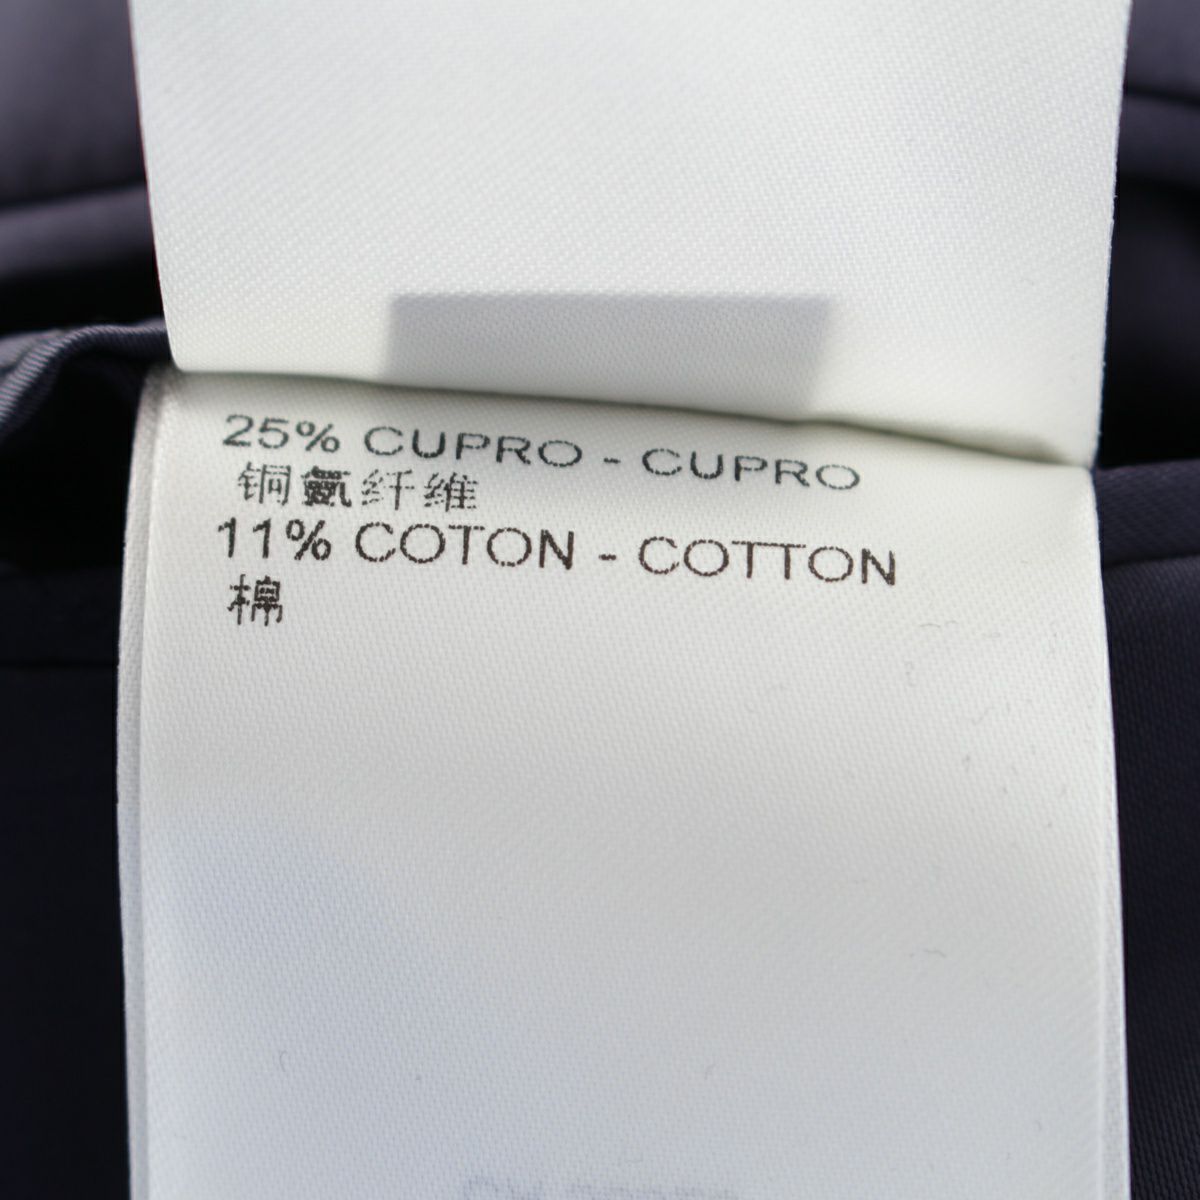 25% CUPRO - CUPRO
铜氨纤维
11% COTON - COTTON
棉